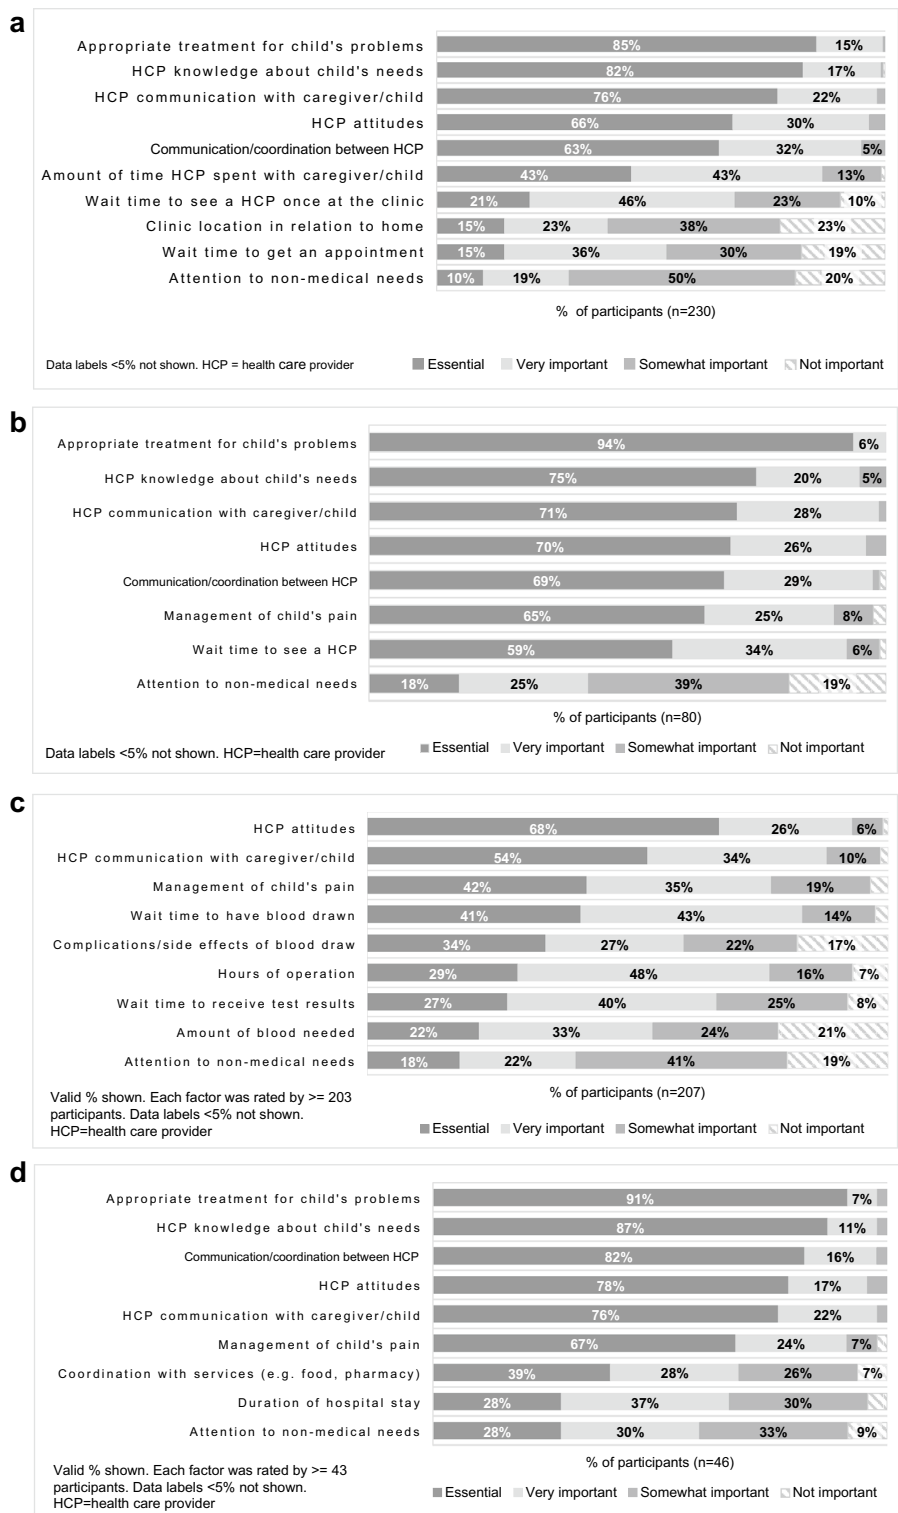 a
Appropriate treatment for child's problems 85% 15%
HCP knowledge about child's needs 82% 17%
HCP communication with caregiver/child 76% 22%
HCP attitudes 66% 30%
Communication/coordination between HCP 63% 32% 5%
Amount of time HCP spent with caregiver/child 43% 43% 13%
Wait time to see a HCP once at the clinic 21% 46% 23% 10%
Clinic location in relation to home 15% 23% 38% 23%
Wait time to get an appointment 15% 36% 30% 19%
Attention to non-medical needs 10% 19% 50% 20%
% of participants (n=230)
Data labels <5% not shown. HCP = health care provider Essential Very important Somewhat important Not important
b
Appropriate treatment for child's problems 94% 6%
HCP knowledge about child's needs 75% 20% 5%
HCP communication with caregiver/child 71% 28%
HCP attitudes 70% 26%
Communication/coordination between HCP 69% 29%
Management of child's pain 65% 25% 8%
Wait time to see a HCP 59% 34% 6%
Attention to non-medical needs 18% 25% 39% 19%
% of participants (n=80)
Data labels <5% not shown. HCP=health care provider Essential Very important Somewhat important Not important
c
HCP attitudes 68% 26% 6%
HCP communication with caregiver/child 54% 34% 10%
Management of child's pain 42% 35% 19%
Wait time to have blood drawn 41% 43% 14%
Complications/side effects of blood draw 34% 27% 22% 17%
Hours of operation 29% 48% 16% 7%
Wait time to receive test results 27% 40% 25% 8%
Amount of blood needed 22% 33% 24% 21%
Attention to non-medical needs 18% 22% 41% 19%
% of participants (n=207)
Valid % shown. Each factor was rated by >= 203
participants. Data labels <5% not shown.
HCP=health care provider
Essential Very important Somewhat important Not important
d
Appropriate treatment for child's problems 91% 7%
HCP knowledge about child's needs 87% 11%
Communication/coordination between HCP 82% 16%
HCP attitudes 78% 17%
HCP communication with caregiver/child 76% 22%
Management of child's pain 67% 24% 7%
Coordination with services (e.g. food, pharmacy) 39% 28% 26% 7%
Duration of hospital stay 28% 37% 30%
Attention to non-medical needs 28% 30% 33% 9%
% of participants (n=46)
Valid % shown. Each factor was rated by >= 43
participants. Data labels <5% not shown.
HCP=health care provider
Essential Very important Somewhat important Not important